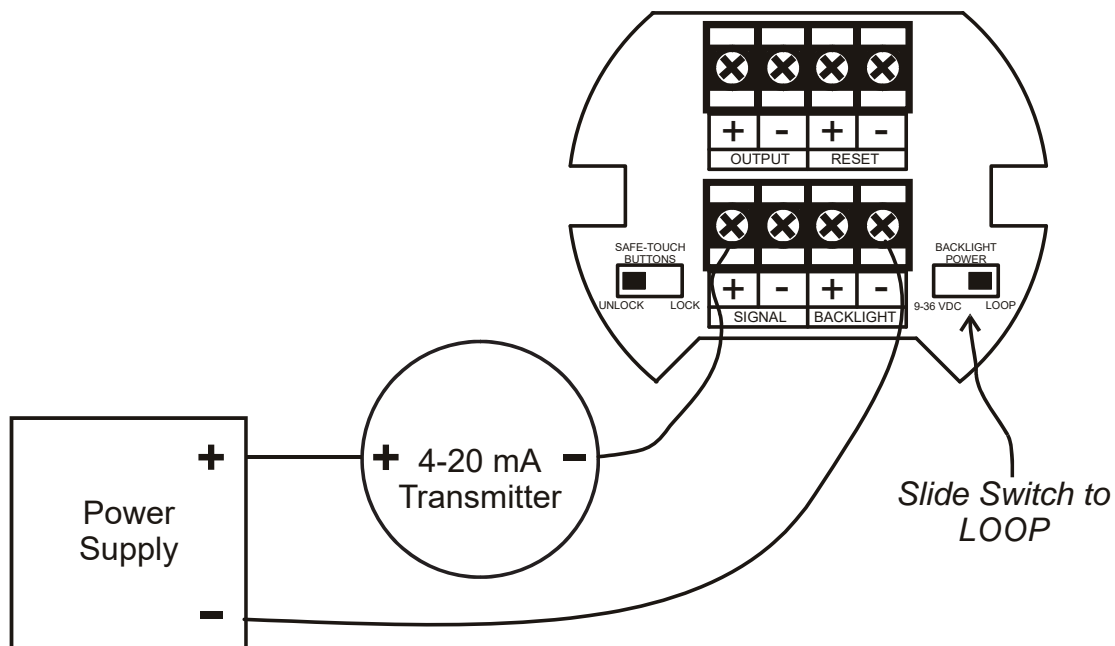 + - + -
OUTPUT RESET
SAFE-TOUCH
BUTTONS
UNLOCK LOCK
+ - + -
SIGNAL BACKLIGHT
BACKLIGHT
POWER
9-36 VDC LOOP
+
Power
Supply
-
+ 4-20 mA -
Transmitter
Slide Switch to
LOOP